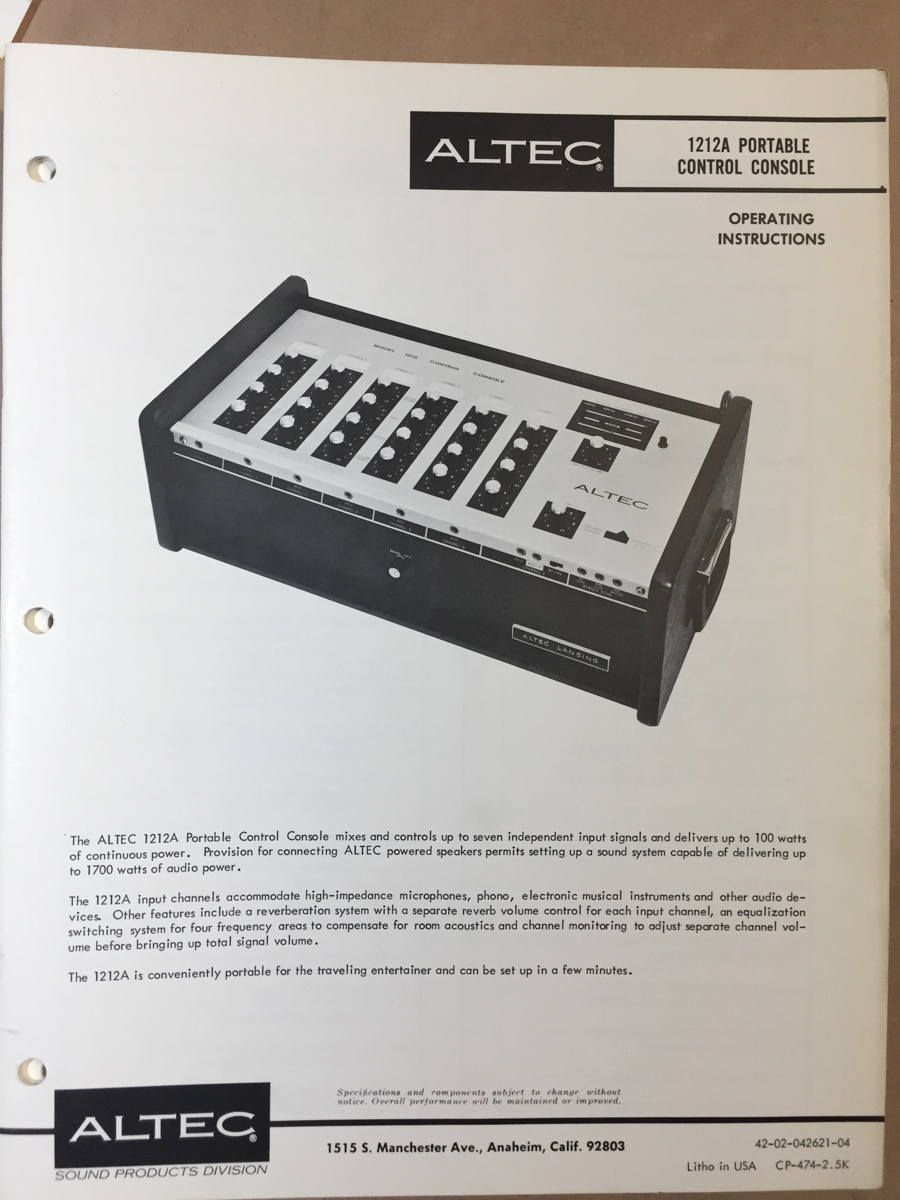 ALTEC®
1212A PORTABLE
CONTROL CONSOLE
OPERATING
INSTRUCTIONS
MODEL 1212 CONTROL CONSOLE
ALTEC
ALTEC LANSING
The ALTEC 1212A Portable Control Console mixes and controls up to seven independent input signals and delivers up to 100 watts
of continuous power. Provision for connecting ALTEC powered speakers permits setting up a sound system capable of delivering up
to 1700 watts of audio power.
The 1212A input channels accommodate high-impedance microphones, phono, electronic musical instruments and other audio de-
vices. Other features include a reverberation system with a separate reverb volume control for each input channel, an equalization
switching system for four frequency areas to compensate for room acoustics and channel monitoring to adjust separate channel vol-
ume before bringing up total signal volume.
The 1212A is conveniently portable for the traveling entertainer and can be set up in a few minutes.
Specifications and components subject to change without
notice. Overall performance will be maintained or improved.
ALTEC®
SOUND PRODUCTS DIVISION
1515 S. Manchester Ave., Anaheim, Calif. 92803
42-02-042621-04
Litho in USA CP-474-2.5K